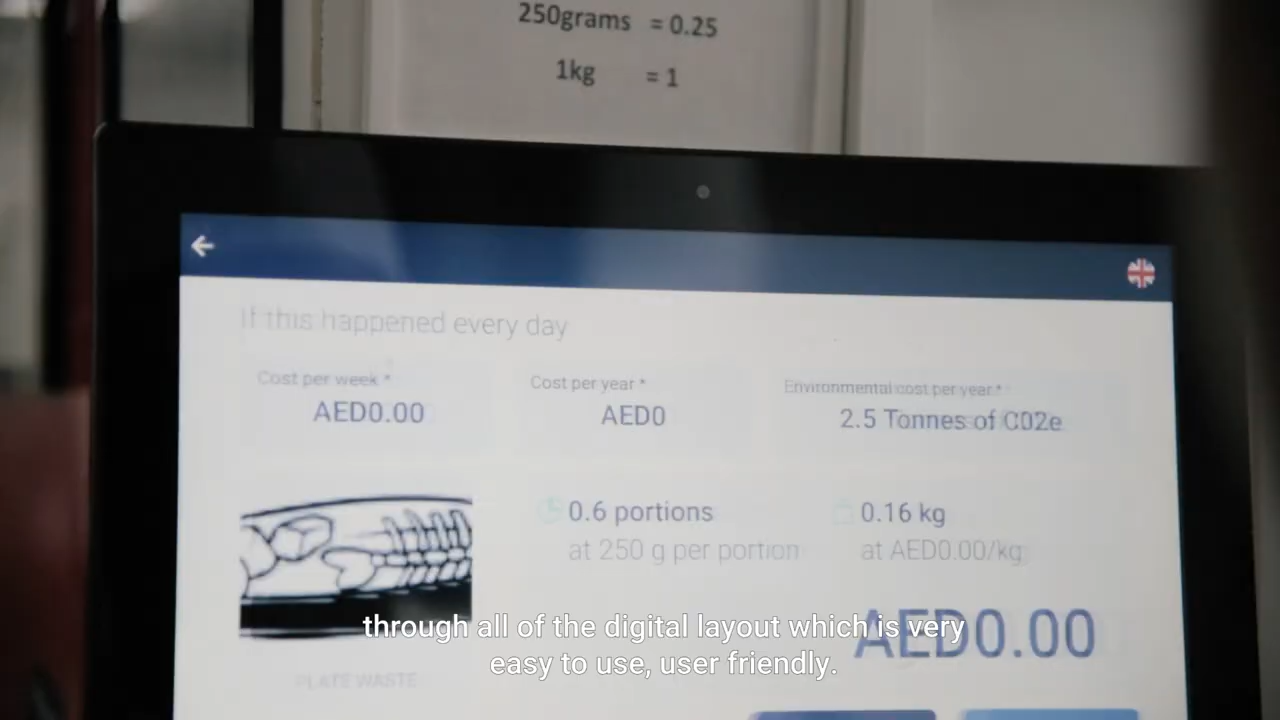 250grams = 0.25
1kg = 1
If this happened every day
Cost per week *
AED0.00
Cost per year *
AED0
Environmental cost per year *
2.5 Tonnes of C02e
0.6 portions
at 250 g per portion
0.16 kg
at AED0.00/kg
AED0.00
PLATE WASTE
through all of the digital layout which is very
easy to use, user friendly.